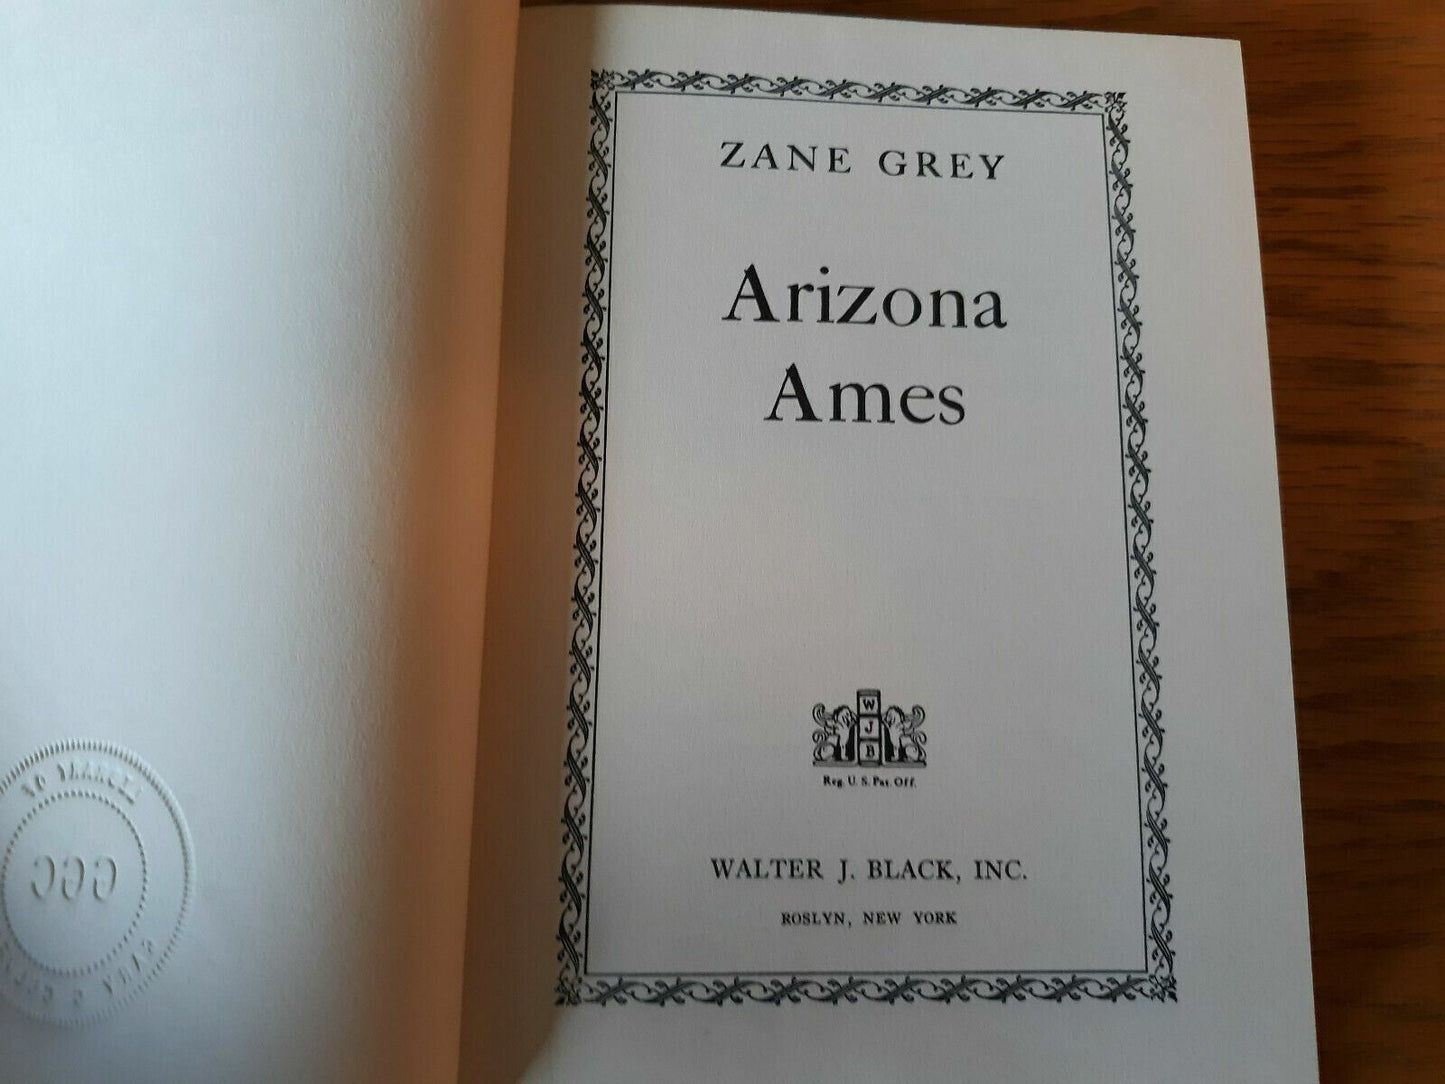 ZANE GREY
Arizona
Ames
W
J
B
Reg. U. S. Pat. Off.
WALTER J. BLACK, INC.
ROSLYN, NEW YORK